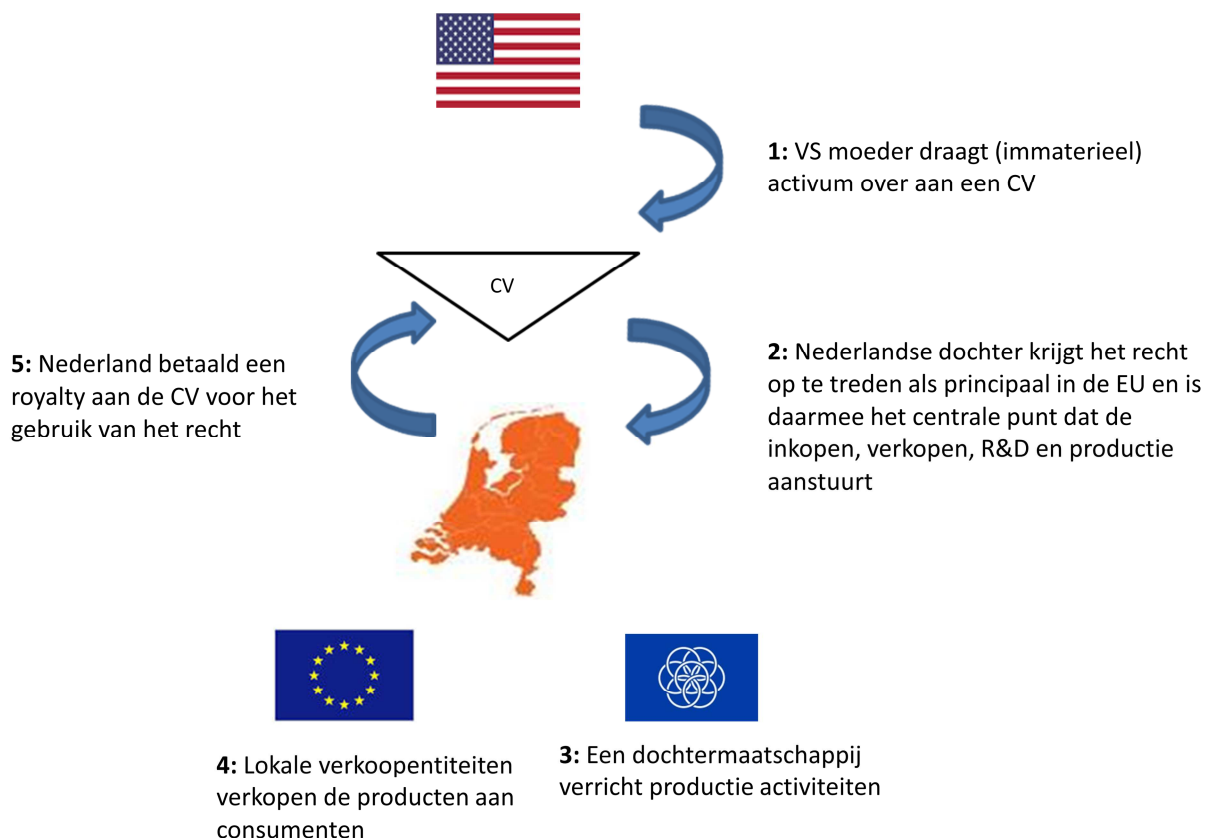 1: VS moeder draagt (immaterieel)
activum over aan een CV
CV
2: Nederlandse dochter krijgt het recht
op te treden als principaal in de EU en is
daarmee het centrale punt dat de
inkopen, verkopen, R&D en productie
aanstuurt
5: Nederland betaald een
royalty aan de CV voor het
gebruik van het recht
3: Een dochtermaatschappij
verricht productie activiteiten
4: Lokale verkoopentiteiten
verkopen de producten aan
consumenten